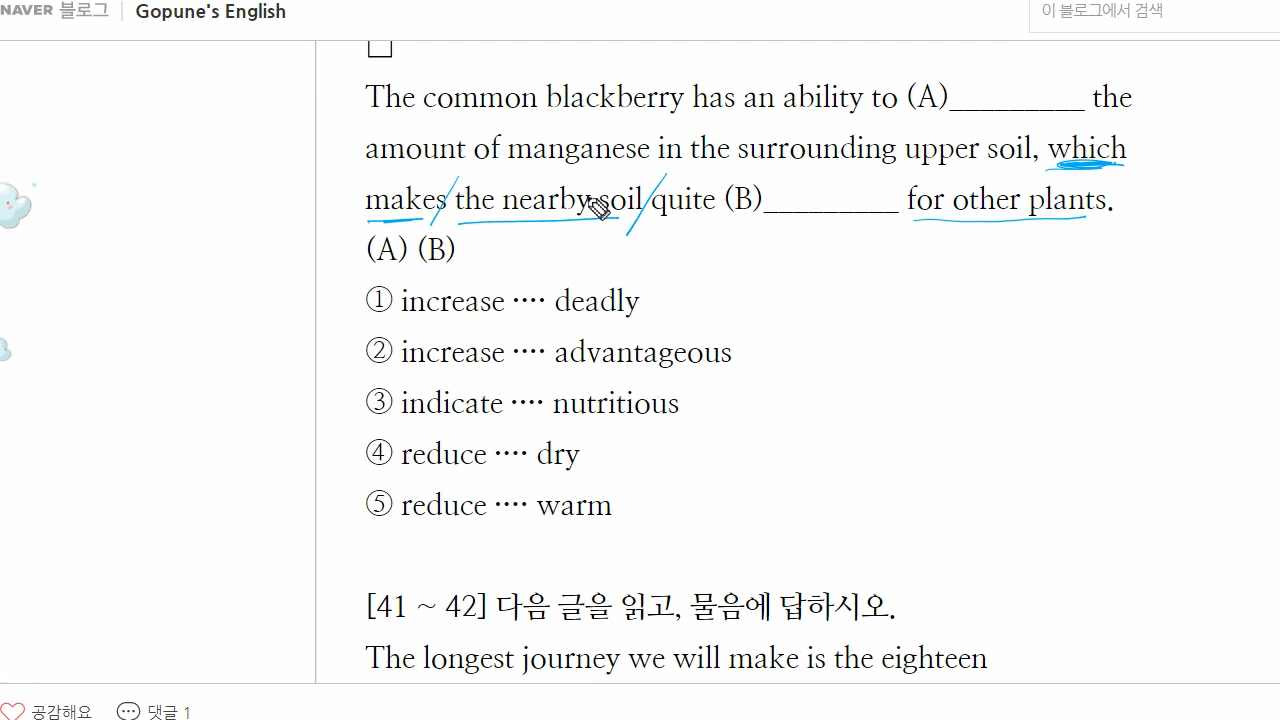 NAVER 블로그 Gopune's English 이 블로그에서 검색
The common blackberry has an ability to (A)_________ the
amount of manganese in the surrounding upper soil, which
makes the nearby soil quite (B)_________ for other plants.
(A) (B)
① increase ···· deadly
② increase ···· advantageous
③ indicate ···· nutritious
④ reduce ···· dry
⑤ reduce ···· warm
[41 ~ 42] 다음 글을 읽고, 물음에 답하시오.
The longest journey we will make is the eighteen
공감해요 댓글 1